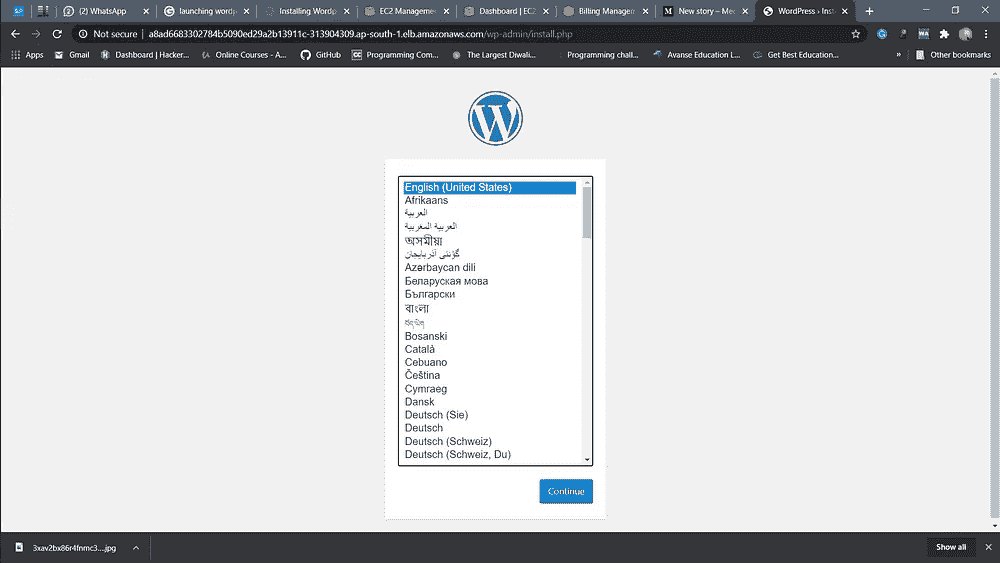 (2) WhatsApp
launching wordp
Installing Wordp
EC2 Manageme
Dashboard | EC2
Billing Managem
New story – Med
WordPress › Inst
Not secure | a8ad6683302784b5090ed29a2b13911c-313904309.ap-south-1.elb.amazonaws.com/wp-admin/install.php
Apps
Gmail
Dashboard | Hacker...
Online Courses - A...
GitHub
Programming Com...
The Largest Diwali...
Programming chall...
Avanse Education L...
Get Best Education...
»
Other bookmarks
English (United States)
Afrikaans
العربية
العربية المغربية
অসমীয়া
گؤنئی آذربایجان
Azərbaycan dili
Беларуская мова
Български
বাংলা
བོད་ཡིག
Bosanski
Català
Cebuano
Čeština
Cymraeg
Dansk
Deutsch (Sie)
Deutsch
Deutsch (Schweiz)
Deutsch (Schweiz, Du)
Continue
3xav2bx86r4fnmc3....jpg
Show all